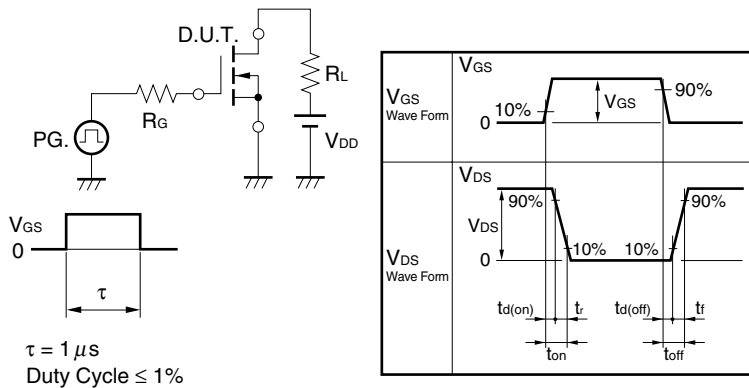 D.U.T.
RL
RG
PG.
VDD
VGS
0
τ
τ = 1 μs
Duty Cycle ≤ 1%
VGS
Wave Form
VGS
10%
VGS
90%
0
VDS
Wave Form
VDS
90%
VDS
10%
10%
90%
0
td(on)
tr
td(off)
tf
ton
toff